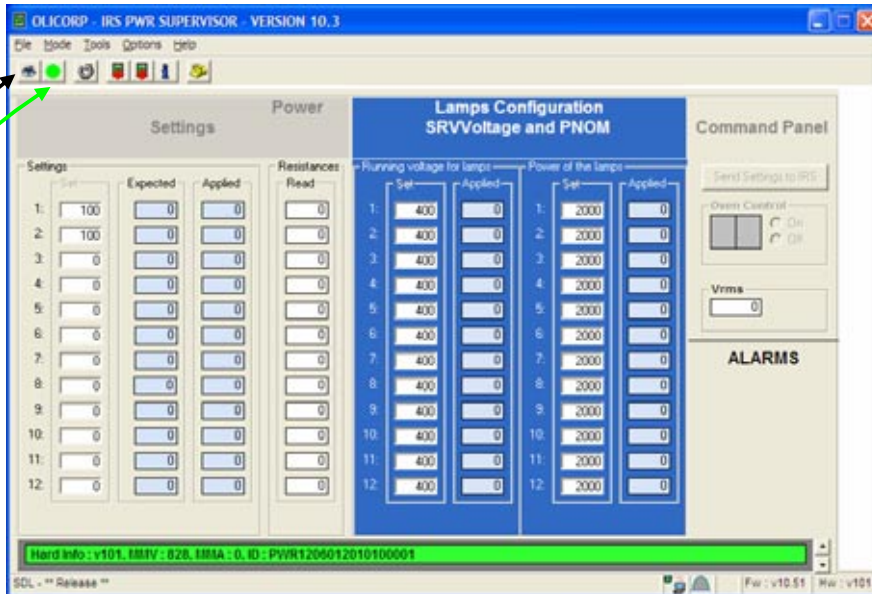 OLICORP - IRS PWR SUPERVISOR - VERSION 10.3
File Mode Tools Options Help
Settings
Power
Lamps Configuration
SRVVoltage and PNOM
Command Panel
Settings
Resistances
Running voltage for lamps
Power of the lamps
Send Settings to IRS
Set Expected Applied Read Set Applied Set Applied
Oven Control
On
Off
1: 100 0 0 0 1: 400 0 1: 2000 0
2: 100 0 0 0 2: 400 0 2: 2000 0
3: 0 0 0 0 3: 400 0 3: 2000 0
4: 0 0 0 0 4: 400 0 4: 2000 0
Vrms
0
5: 0 0 0 0 5: 400 0 5: 2000 0
6: 0 0 0 0 6: 400 0 6: 2000 0
7: 0 0 0 0 7: 400 0 7: 2000 0
ALARMS
8: 0 0 0 0 8: 400 0 8: 2000 0
9: 0 0 0 0 9: 400 0 9: 2000 0
10: 0 0 0 0 10: 400 0 10: 2000 0
11: 0 0 0 0 11: 400 0 11: 2000 0
12: 0 0 0 0 12: 400 0 12: 2000 0
Hard Info : v101, MMV : 828, MMA : 0, ID : PWR1206012010100001
SDL - ** Release **
Fw : v10.51
Hw : v101